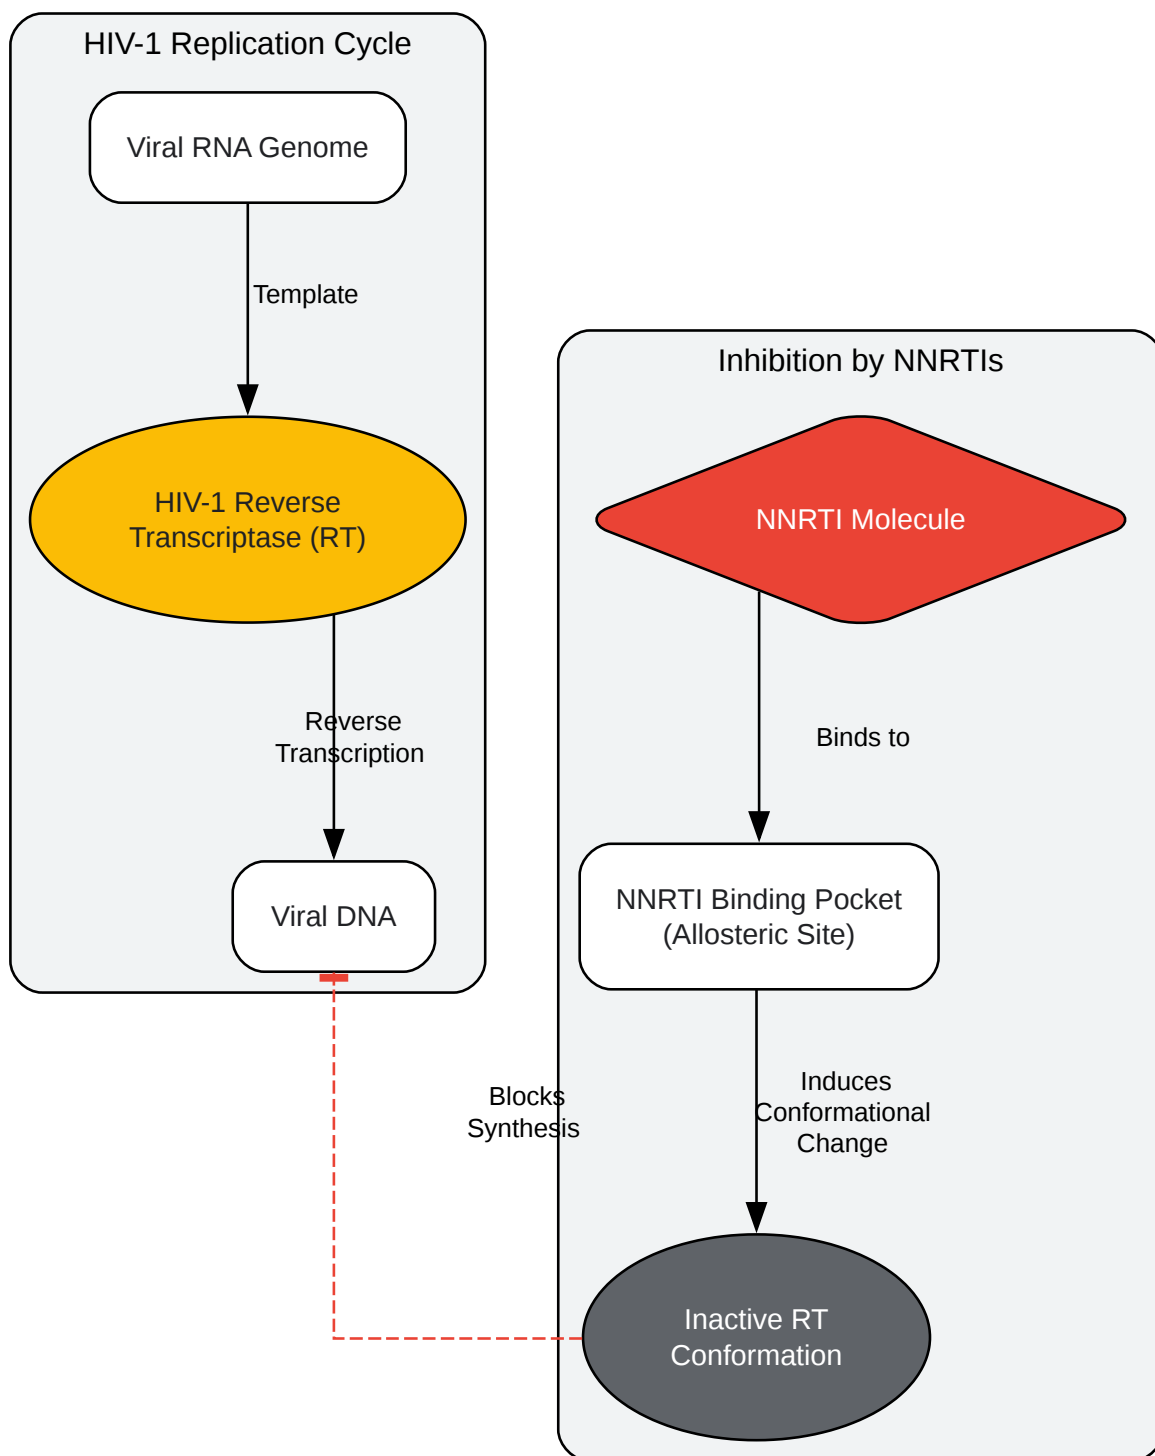 HIV-1 Replication Cycle
Viral RNA Genome
Template
HIV-1 Reverse
Transcriptase (RT)
Reverse
Transcription
Viral DNA
Inhibition by NNRTIs
NNRTI Molecule
Binds to
NNRTI Binding Pocket
(Allosteric Site)
Induces
Conformational
Change
Blocks
Synthesis
Inactive RT
Conformation